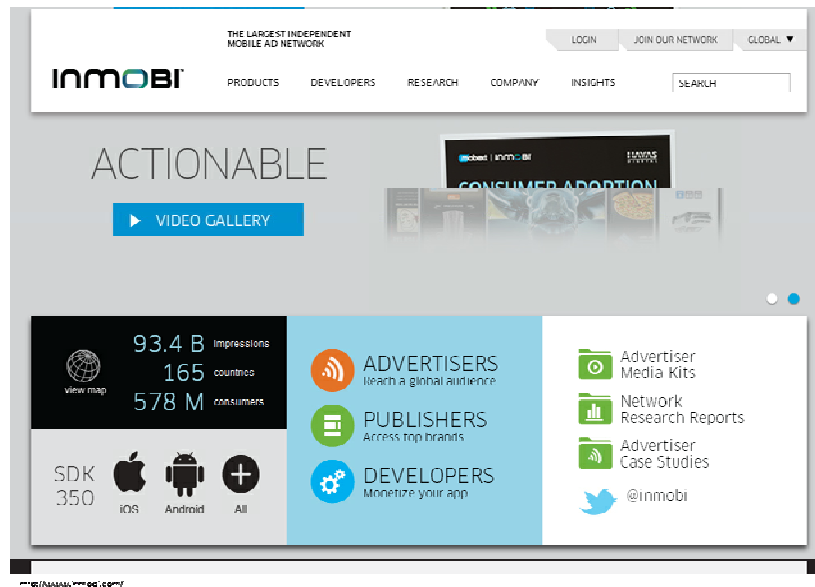 THE LARGEST INDEPENDENT
MOBILE AD NETWORK
LOGIN
JOIN OUR NETWORK
GLOBAL
INMOBI
PRODUCTS
DEVELOPERS
RESEARCH
COMPANY
INSIGHTS
SEARCH
ACTIONABLE
VIDEO GALLERY
INMOBI
HAVAS
DIGITAL
CONSUMER ADOPTION
93.4 B impressions
165 countries
578 M consumers
view map
SDK
350
iOS
Android
All
ADVERTISERS
Reach a global audience
PUBLISHERS
Access top brands
DEVELOPERS
Monetize your app
Advertiser
Media Kits
Network
Research Reports
Advertiser
Case Studies
@inmobi